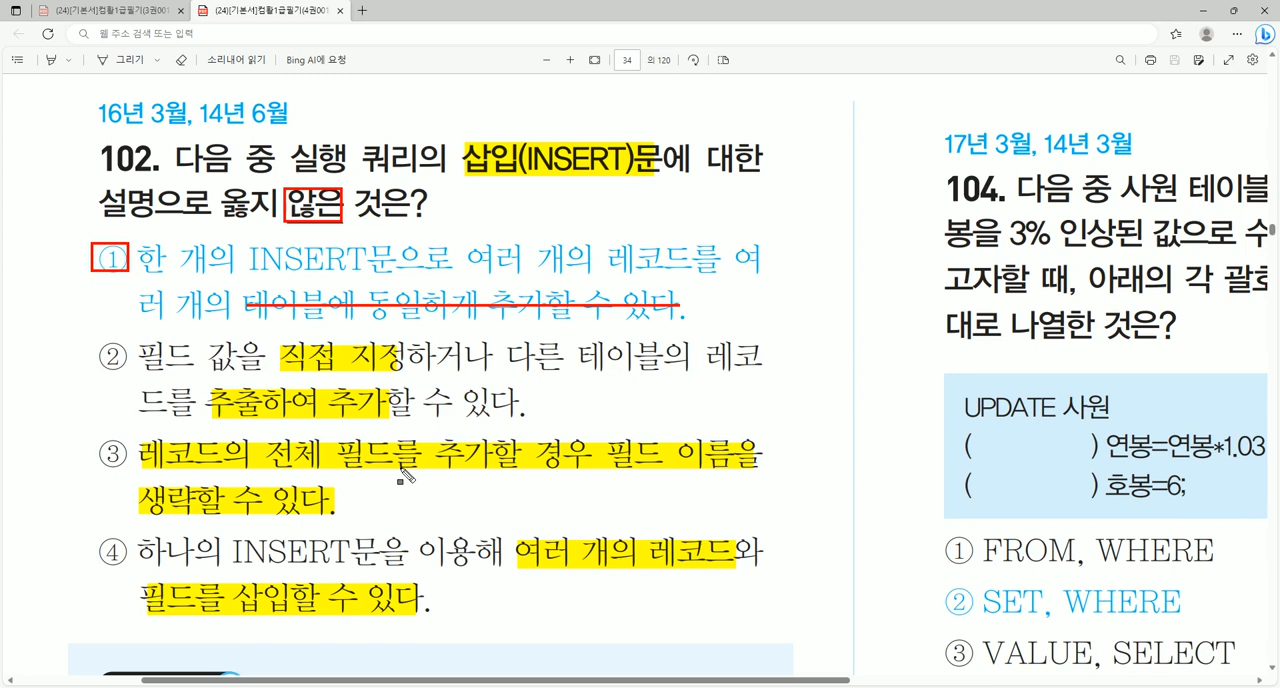 (24)[기본서]컴활1급필기(3권001
(24)[기본서]컴활1급필기(4권001
웹 주소 검색 또는 입력
그리기
소리내어 읽기
Bing AI에 요청
34
의 120
16년 3월, 14년 6월
102. 다음 중 실행 쿼리의 삽입(INSERT)문에 대한
설명으로 옳지 않은 것은?
① 한 개의 INSERT문으로 여러 개의 레코드를 여
러 개의 테이블에 동일하게 추가할 수 있다.
② 필드 값을 직접 지정하거나 다른 테이블의 레코
드를 추출하여 추가할 수 있다.
③ 레코드의 전체 필드를 추가할 경우 필드 이름을
생략할 수 있다.
④ 하나의 INSERT문을 이용해 여러 개의 레코드와
필드를 삽입할 수 있다.
17년 3월, 14년 3월
104. 다음 중 사원 테이블
봉을 3% 인상된 값으로 수
고자할 때, 아래의 각 괄호
대로 나열한 것은?
UPDATE 사원
( ) 연봉=연봉*1.03
( ) 호봉=6;
① FROM, WHERE
② SET, WHERE
③ VALUE, SELECT